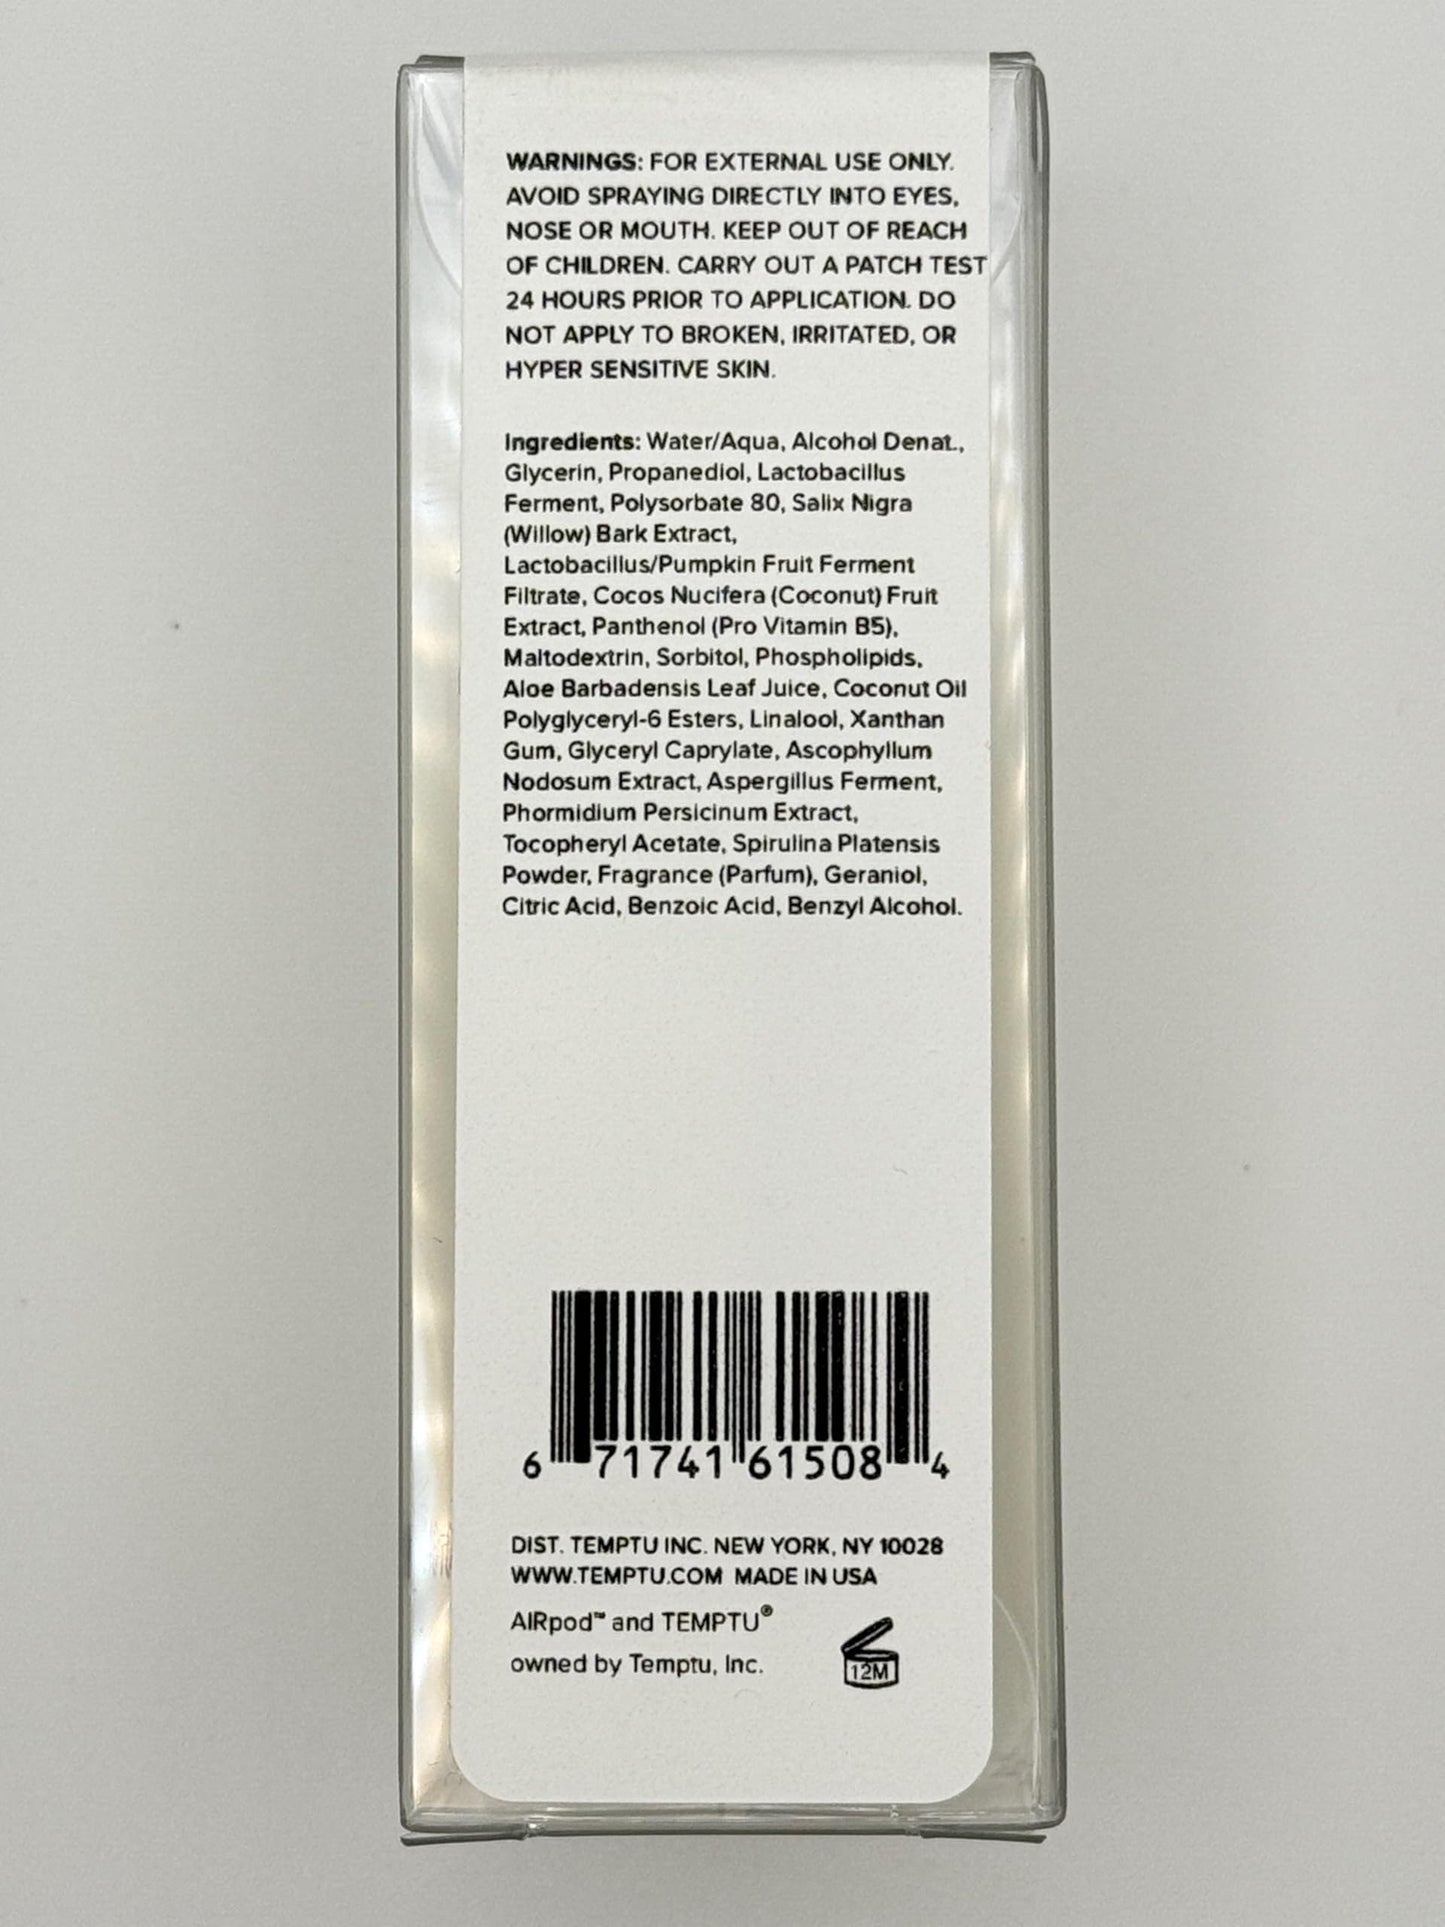 WARNINGS: FOR EXTERNAL USE ONLY.
AVOID SPRAYING DIRECTLY INTO EYES,
NOSE OR MOUTH. KEEP OUT OF REACH
OF CHILDREN. CARRY OUT A PATCH TEST
24 HOURS PRIOR TO APPLICATION. DO
NOT APPLY TO BROKEN, IRRITATED, OR
HYPER SENSITIVE SKIN.
Ingredients: Water/Aqua, Alcohol Denat.,
Glycerin, Propanediol, Lactobacillus
Ferment, Polysorbate 80, Salix Nigra
(Willow) Bark Extract,
Lactobacillus/Pumpkin Fruit Ferment
Filtrate, Cocos Nucifera (Coconut) Fruit
Extract, Panthenol (Pro Vitamin B5),
Maltodextrin, Sorbitol, Phospholipids,
Aloe Barbadensis Leaf Juice, Coconut Oil
Polyglyceryl-6 Esters, Linalool, Xanthan
Gum, Glyceryl Caprylate, Ascophyllum
Nodosum Extract, Aspergillus Ferment,
Phormidium Persicinum Extract,
Tocopheryl Acetate, Spirulina Platensis
Powder, Fragrance (Parfum), Geraniol,
Citric Acid, Benzoic Acid, Benzyl Alcohol.
6 71741 61508 4
DIST. TEMPTU INC. NEW YORK, NY 10028
WWW.TEMPTU.COM MADE IN USA
AIRpod™ and TEMPTU®
owned by Temptu, Inc.
12M